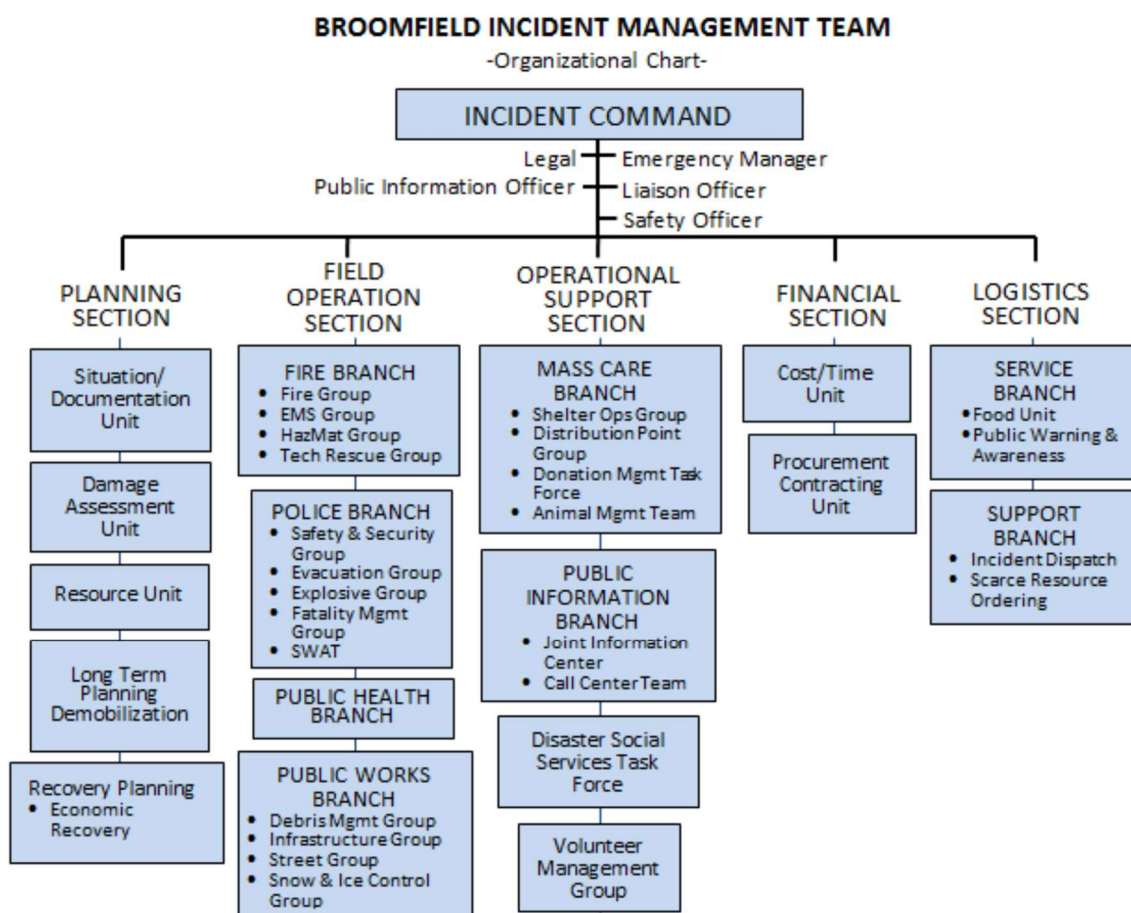 BROOMFIELD INCIDENT MANAGEMENT TEAM
-Organizational Chart-
INCIDENT COMMAND
Legal
Emergency Manager
Public Information Officer
Liaison Officer
Safety Officer
PLANNING
SECTION
Situation/
Documentation
Unit
Damage
Assessment
Unit
Resource Unit
Long Term
Planning
Demobilization
Recovery Planning
• Economic
Recovery
FIELD
OPERATION
SECTION
FIRE BRANCH
• Fire Group
• EMS Group
• HazMat Group
• Tech Rescue Group
POLICE BRANCH
• Safety & Security
Group
• Evacuation Group
• Explosive Group
• Fatality Mgmt
Group
• SWAT
PUBLIC HEALTH
BRANCH
PUBLIC WORKS
BRANCH
• Debris Mgmt Group
• Infrastructure Group
• Street Group
• Snow & Ice Control
Group
OPERATIONAL
SUPPORT
SECTION
MASS CARE
BRANCH
• Shelter Ops Group
• Distribution Point
Group
• Donation Mgmt Task
Force
• Animal Mgmt Team
PUBLIC
INFORMATION
BRANCH
• Joint Information
Center
• Call Center Team
Disaster Social
Services Task
Force
Volunteer
Management
Group
FINANCIAL
SECTION
Cost/Time
Unit
Procurement
Contracting
Unit
LOGISTICS
SECTION
SERVICE
BRANCH
• Food Unit
• Public Warning &
Awareness
SUPPORT
BRANCH
• Incident Dispatch
• Scarce Resource
Ordering